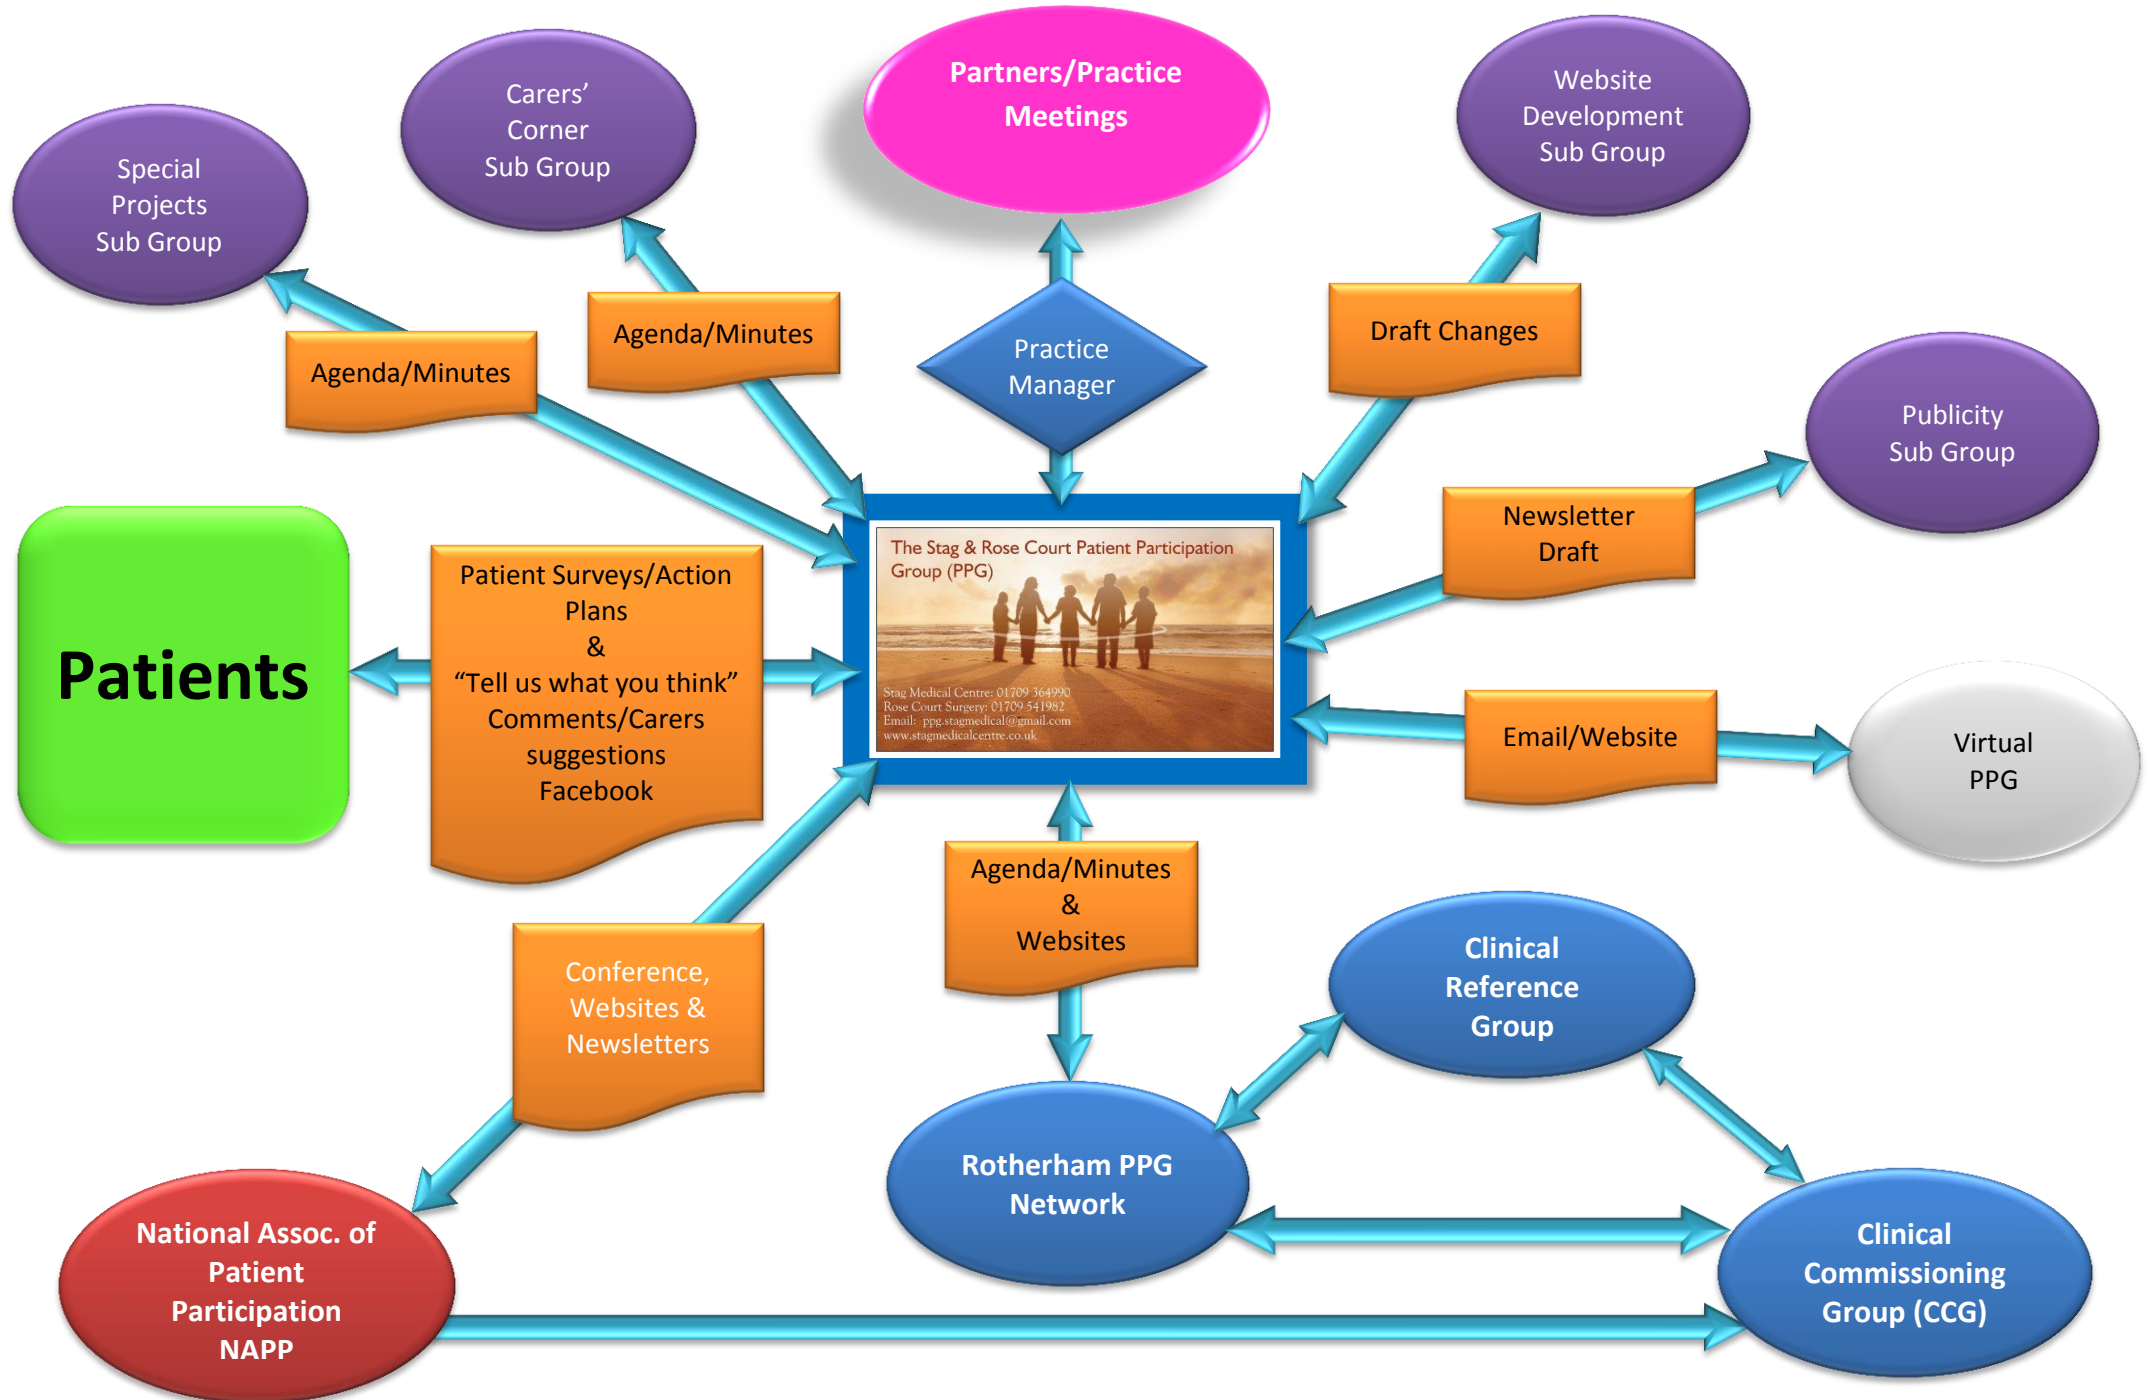 Partners/Practice
Meetings
Website
Development
Sub Group
Carers’
Corner
Sub Group
Special
Projects
Sub Group
Agenda/Minutes
Agenda/Minutes
Practice
Manager
Draft Changes
Publicity
Sub Group
Newsletter
Draft
Patients
Patient Surveys/Action
Plans
&
“Tell us what you think”
Comments/Carers
suggestions
Facebook
The Stag & Rose Court Patient Participation
Group (PPG)
Stag Medical Centre: 01709 364990
Rose Court Surgery: 01709 541982
Email: ppg.stagmedical@gmail.com
www.stagmedicalcentre.co.uk
Email/Website
Virtual
PPG
Agenda/Minutes
&
Websites
Conference,
Websites &
Newsletters
Clinical
Reference
Group
Rotherham PPG
Network
National Assoc. of
Patient
Participation
NAPP
Clinical
Commissioning
Group (CCG)